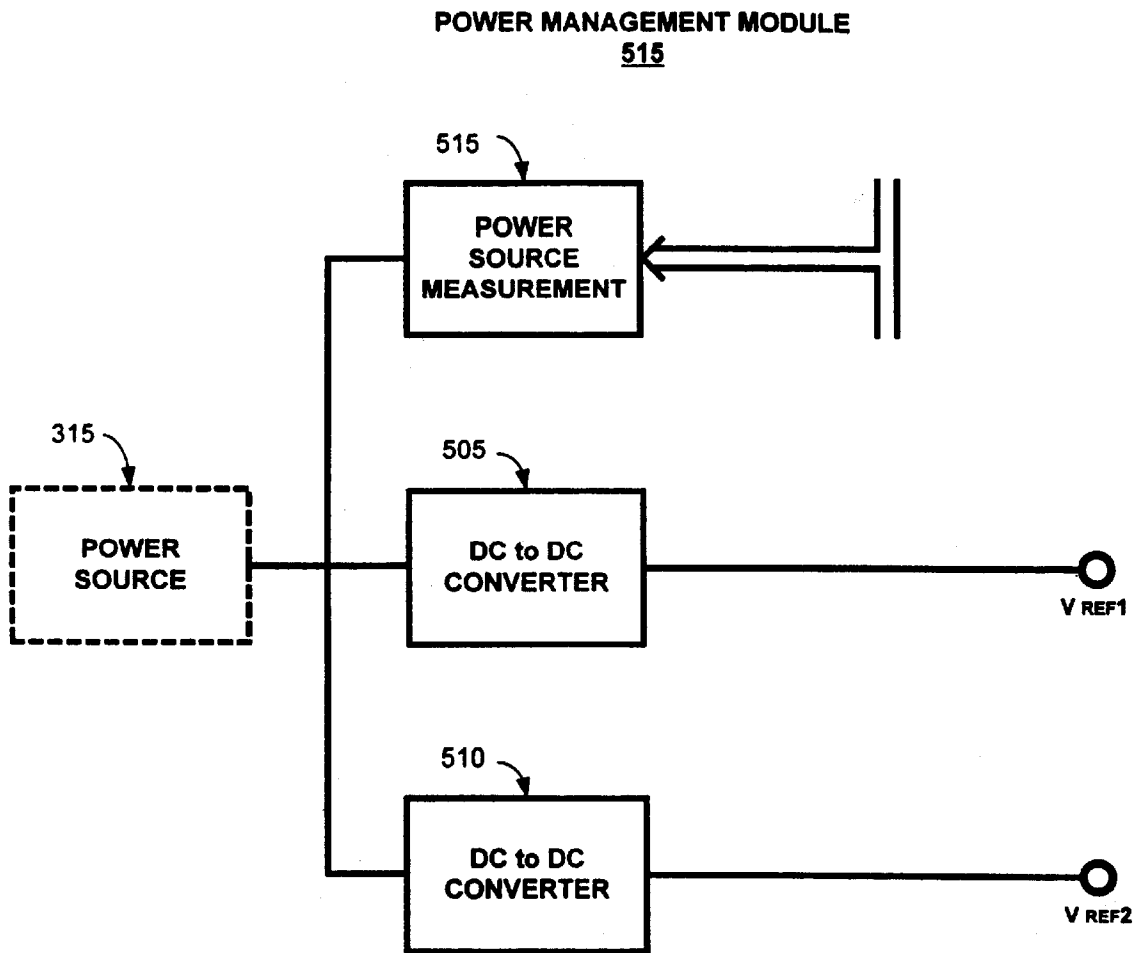 POWER MANAGEMENT MODULE
515
515
POWER
SOURCE
MEASUREMENT
315
POWER
SOURCE
505
DC to DC
CONVERTER
V REF1
510
DC to DC
CONVERTER
V REF2